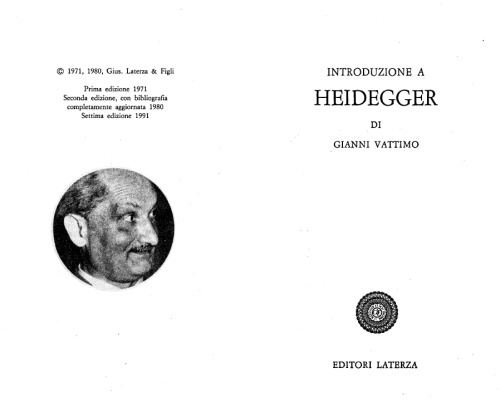 © 1971, 1980, Gius. Laterza & Figli
Prima edizione 1971
Seconda edizione, con bibliografia
completamente aggiornata 1980
Settima edizione 1991
INTRODUZIONE A
HEIDEGGER
DI
GIANNI VATTIMO
EDITORI LATERZA